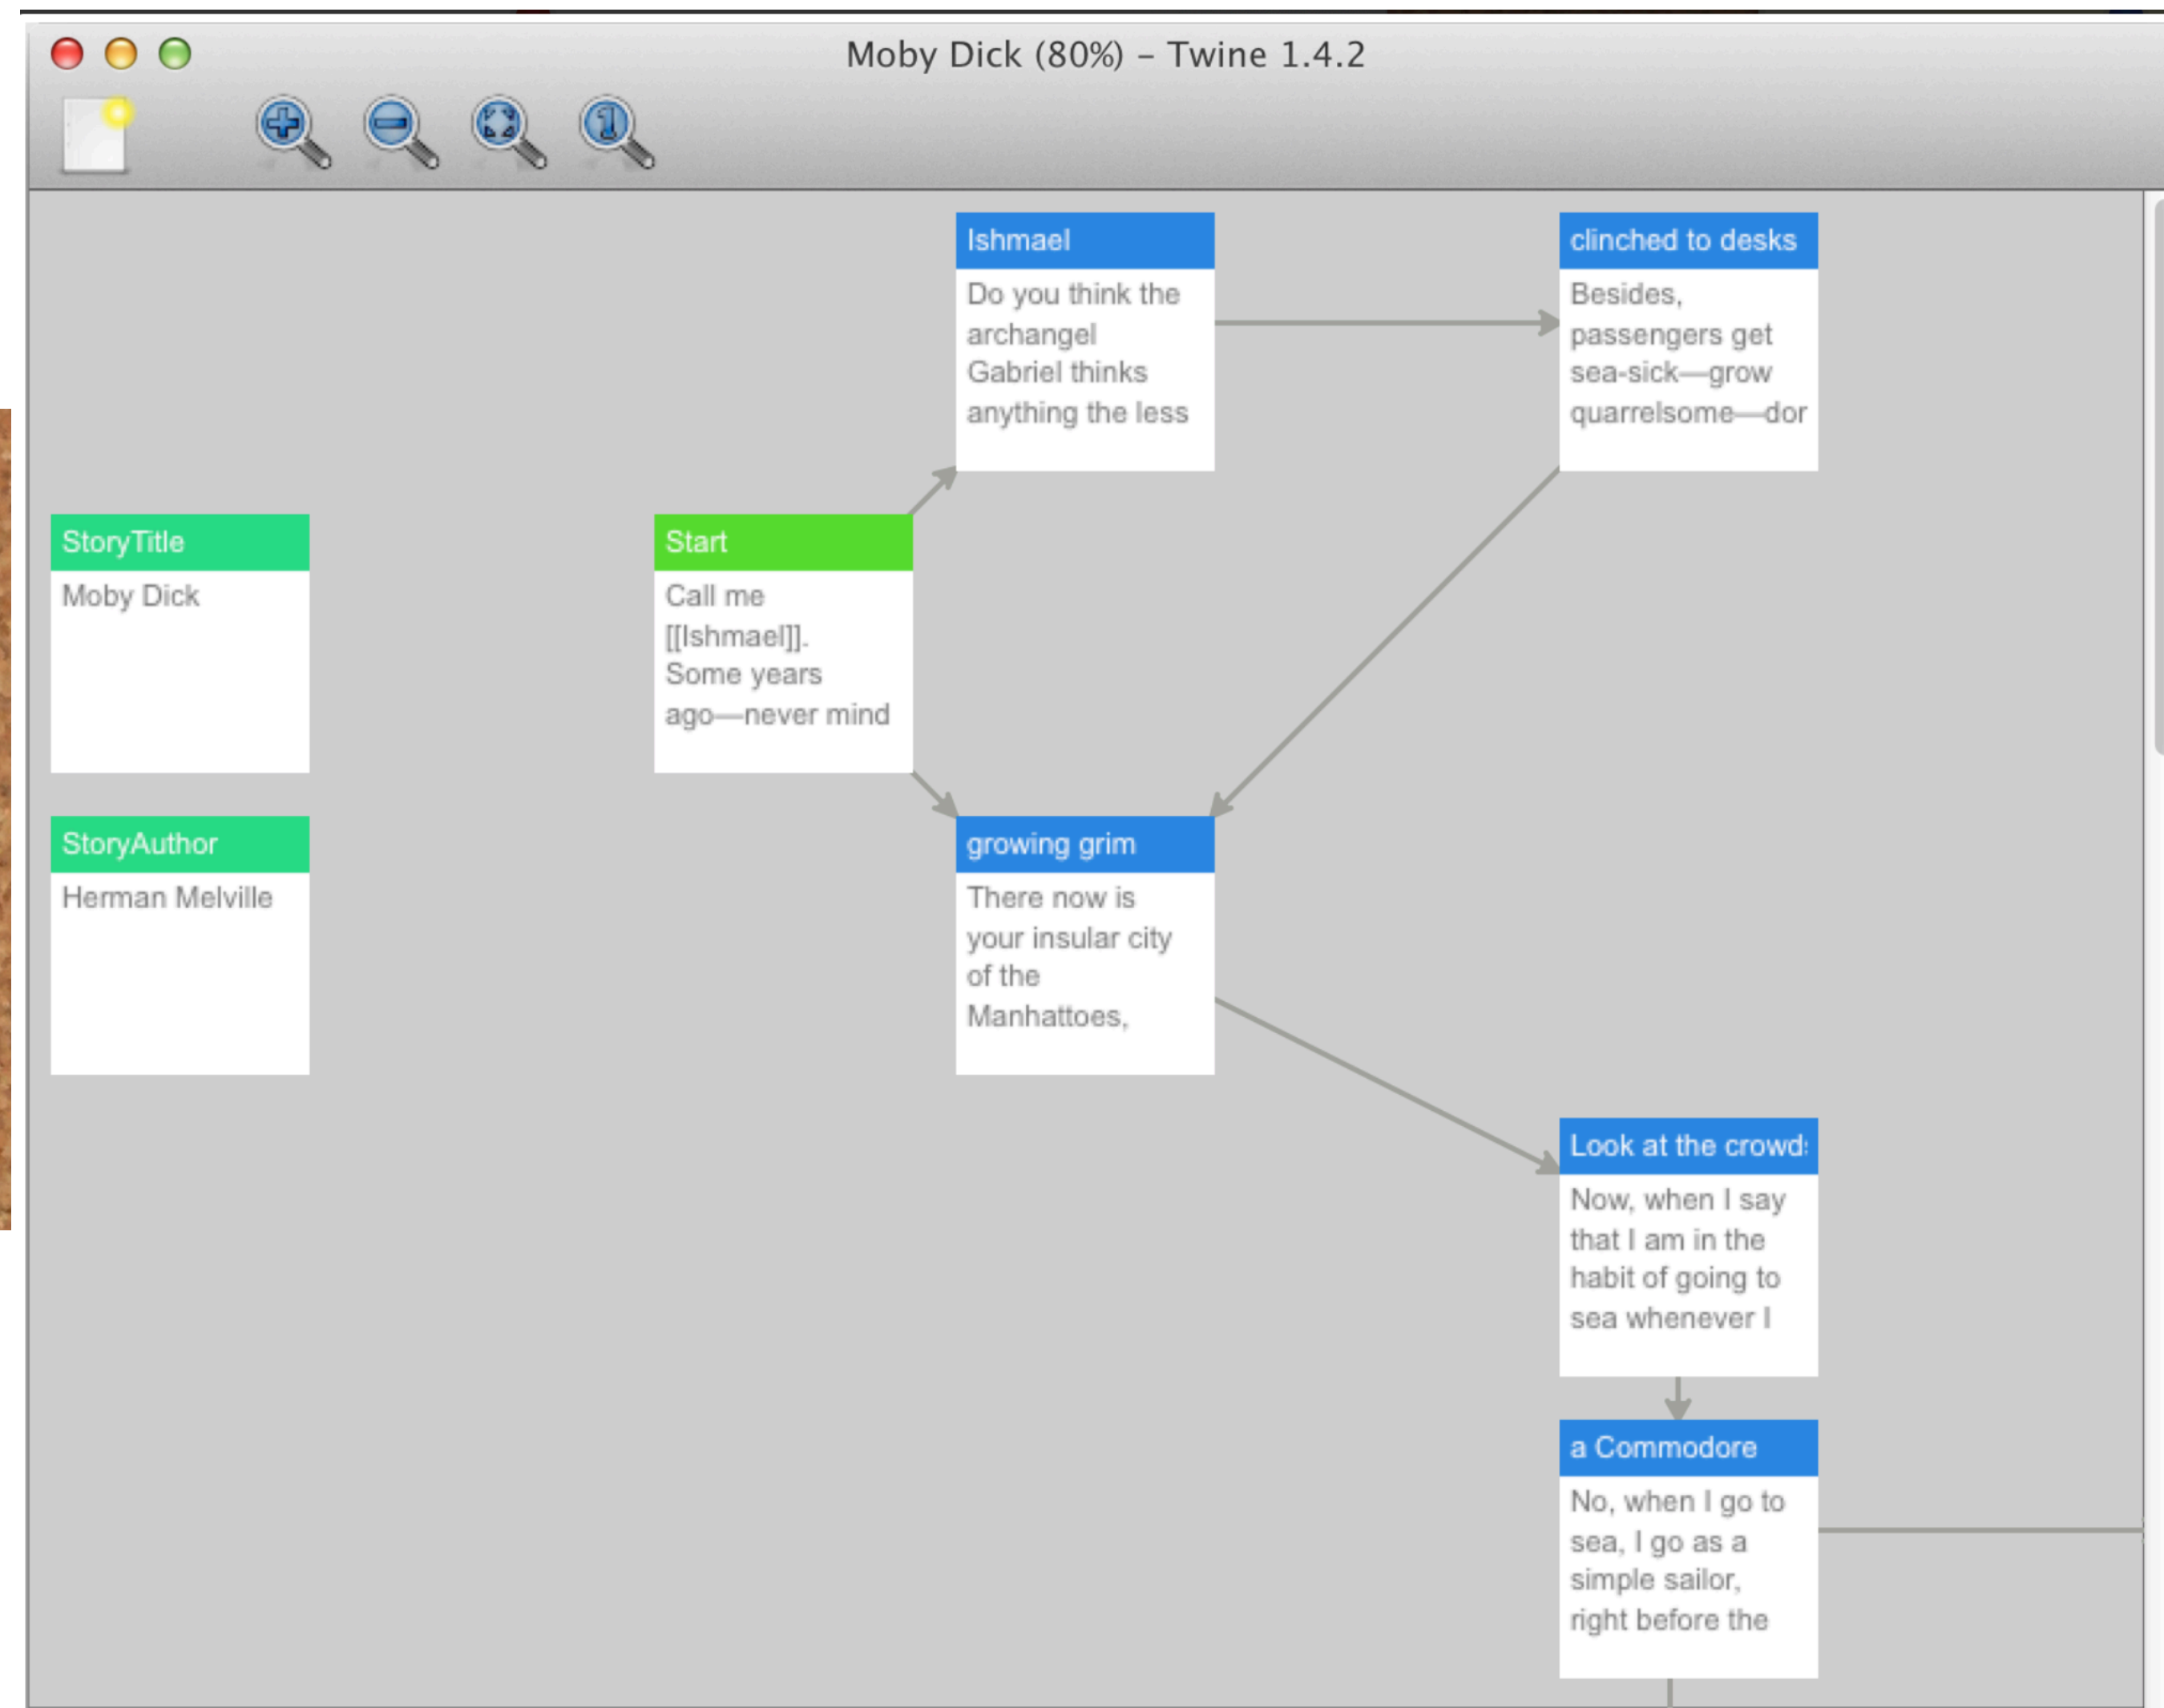 Moby Dick (80%) – Twine 1.4.2
Ishmael
Do you think the
archangel
Gabriel thinks
anything the less
clinched to desks
Besides,
passengers get
sea-sick—grow
quarrelsome—dor
StoryTitle
Moby Dick
Start
Call me
[[Ishmael]].
Some years
ago—never mind
StoryAuthor
Herman Melville
growing grim
There now is
your insular city
of the
Manhattoes,
Look at the crowds
Now, when I say
that I am in the
habit of going to
sea whenever I
a Commodore
No, when I go to
sea, I go as a
simple sailor,
right before the